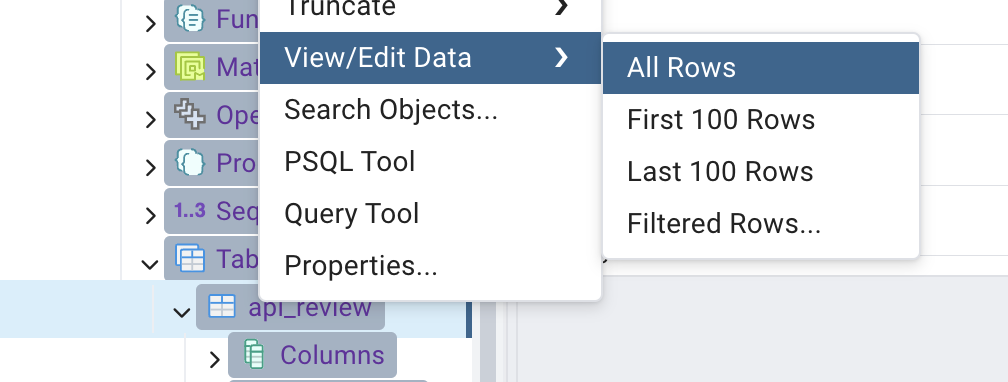 Truncate
Fun
View/Edit Data
All Rows
Mat
Search Objects...
First 100 Rows
Ope
PSQL Tool
Last 100 Rows
Pro
Query Tool
Filtered Rows...
1..3 Seq
Properties...
Tab
api_review
Columns